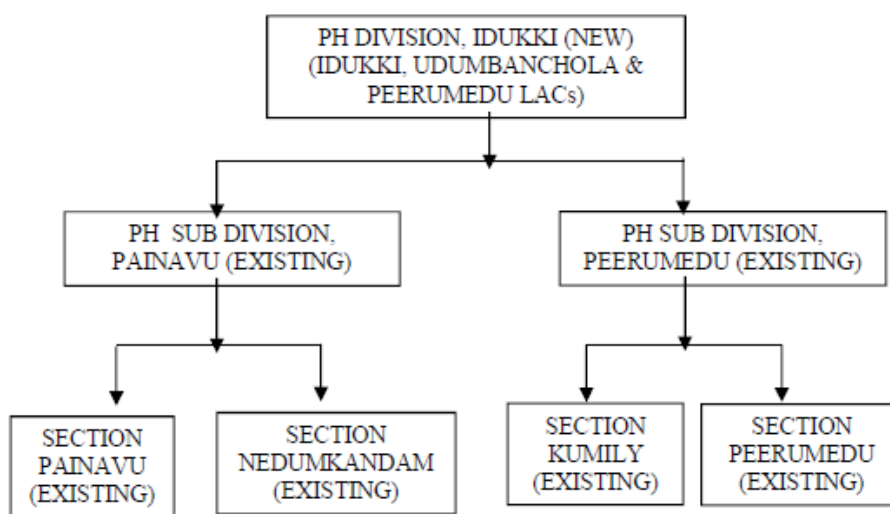 PH DIVISION, IDUKKI (NEW)
(IDUKKI, UDUMBANCHOLA &
PEERUMEDU LACs)
PH SUB DIVISION,
PAINAVU (EXISTING)
PH SUB DIVISION,
PEERUMEDU (EXISTING)
SECTION
PAINAVU
(EXISTING)
SECTION
NEDUMKANDAM
(EXISTING)
SECTION
KUMILY
(EXISTING)
SECTION
PEERUMEDU
(EXISTING)